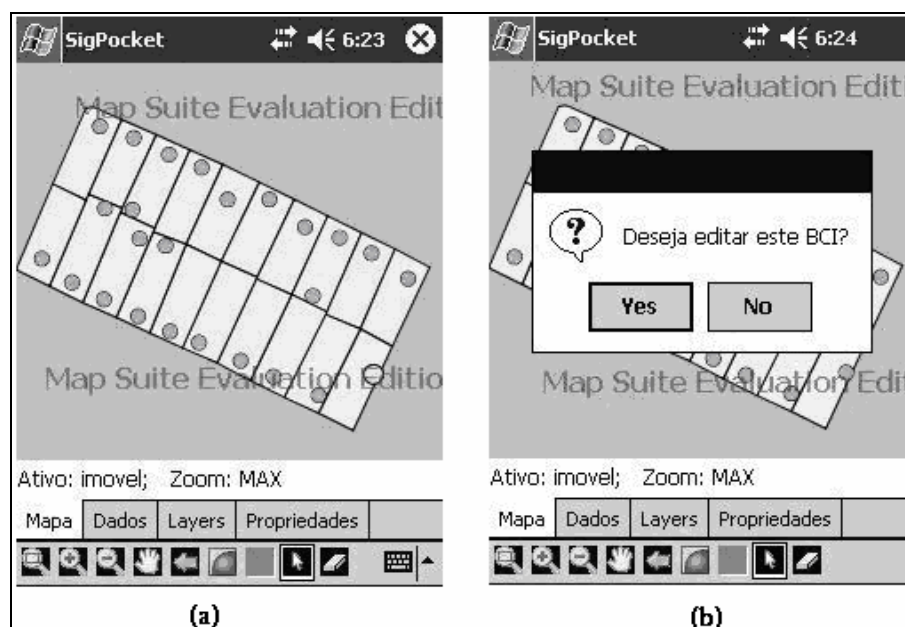 SigPocket 6:23
Map Suite Evaluation Edit
Map Suite Evaluation Editio
Ativo: imovel; Zoom: MAX
Mapa Dados Layers Propriedades
(a)
SigPocket 6:24
Map Suite Evaluation Editi
?
Deseja editar este BCI?
Yes No
Map Suite Evaluation Edit
Ativo: imovel; Zoom: MAX
Mapa Dados Layers Propriedades
(b)